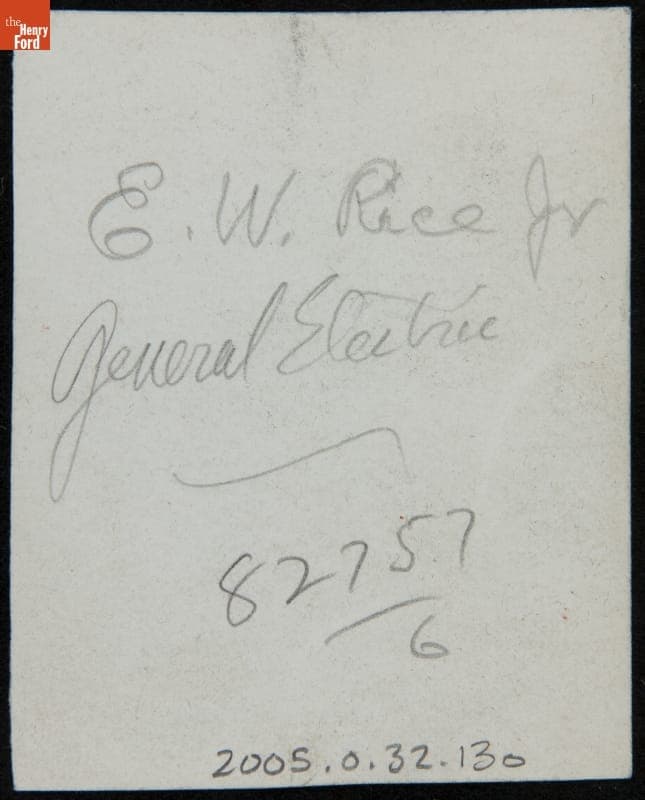 the
Henry
Ford
E. W. Rice Jr
General Electric
82757
6
2005.0.32.130